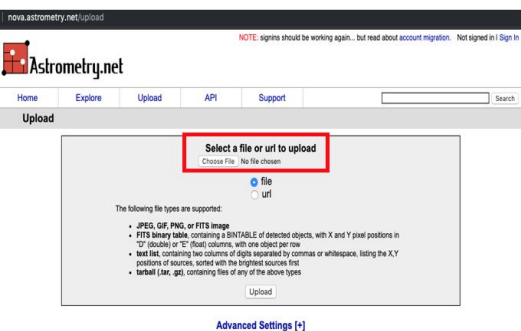 nova.astrometry.net/upload
NOTE: signins should be working again... but read about account migration. Not signed in I Sign In
Astrometry.net
Home Explore Upload API Support Search
Upload
Select a file or url to upload
Choose File No file chosen
file
url
The following file types are supported:
• JPEG, GIF, PNG, or FITS image
• FITS binary table, containing a BINTABLE of detected objects, with X and Y pixel positions in
"D" (double) or "E" (float) columns, with one object per row
• text list, containing two columns of digits separated by commas or whitespace, listing the X,Y
positions of sources, sorted with the brightest sources first
• tarball (.tar, .gz), containing files of any of the above types
Upload
Advanced Settings [+]